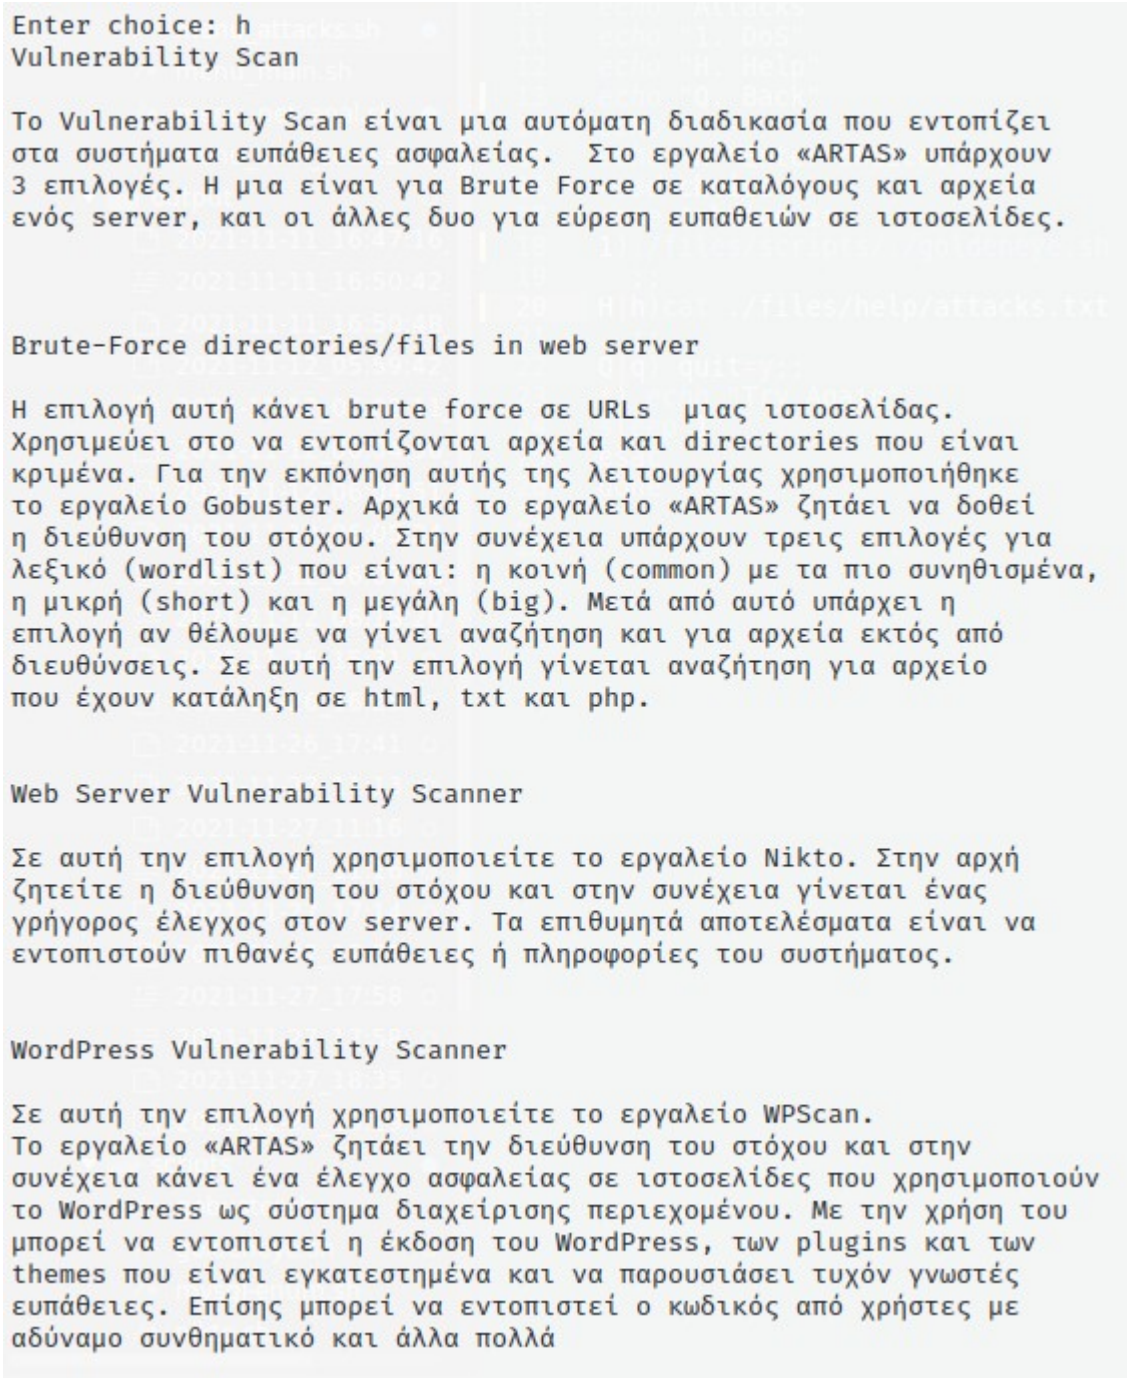 Enter choice: h
Vulnerability Scan
Το Vulnerability Scan είναι μια αυτόματη διαδικασία που εντοπίζει
στα συστήματα ευπάθειες ασφαλείας.  Στο εργαλείο «ARTAS» υπάρχουν
3 επιλογές. Η μια είναι για Brute Force σε καταλόγους και αρχεία
ενός server, και οι άλλες δυο για εύρεση ευπαθειών σε ιστοσελίδες.
Brute-Force directories/files in web server
Η επιλογή αυτή κάνει brute force σε URLs  μιας ιστοσελίδας.
Χρησιμεύει στο να εντοπίζονται αρχεία και directories που είναι
κριμένα. Για την εκπόνηση αυτής της λειτουργίας χρησιμοποιήθηκε
το εργαλείο Gobuster. Αρχικά το εργαλείο «ARTAS» ζητάει να δοθεί
η διεύθυνση του στόχου. Στην συνέχεια υπάρχουν τρεις επιλογές για
λεξικό (wordlist) που είναι: η κοινή (common) με τα πιο συνηθισμένα,
η μικρή (short) και η μεγάλη (big). Μετά από αυτό υπάρχει η
επιλογή αν θέλουμε να γίνει αναζήτηση και για αρχεία εκτός από
διευθύνσεις. Σε αυτή την επιλογή γίνεται αναζήτηση για αρχείο
που έχουν κατάληξη σε html, txt και php.
Web Server Vulnerability Scanner
Σε αυτή την επιλογή χρησιμοποιείτε το εργαλείο Nikto. Στην αρχή
ζητείτε η διεύθυνση του στόχου και στην συνέχεια γίνεται ένας
γρήγορος έλεγχος στον server. Τα επιθυμητά αποτελέσματα είναι να
εντοπιστούν πιθανές ευπάθειες ή πληροφορίες του συστήματος.
WordPress Vulnerability Scanner
Σε αυτή την επιλογή χρησιμοποιείτε το εργαλείο WPScan.
Το εργαλείο «ARTAS» ζητάει την διεύθυνση του στόχου και στην
συνέχεια κάνει ένα έλεγχο ασφαλείας σε ιστοσελίδες που χρησιμοποιούν
το WordPress ως σύστημα διαχείρισης περιεχομένου. Με την χρήση του
μπορεί να εντοπιστεί η έκδοση του WordPress, των plugins και των
themes που είναι εγκατεστημένα και να παρουσιάσει τυχόν γνωστές
ευπάθειες. Επίσης μπορεί να εντοπιστεί ο κωδικός από χρήστες με
αδύναμο συνθηματικό και άλλα πολλά